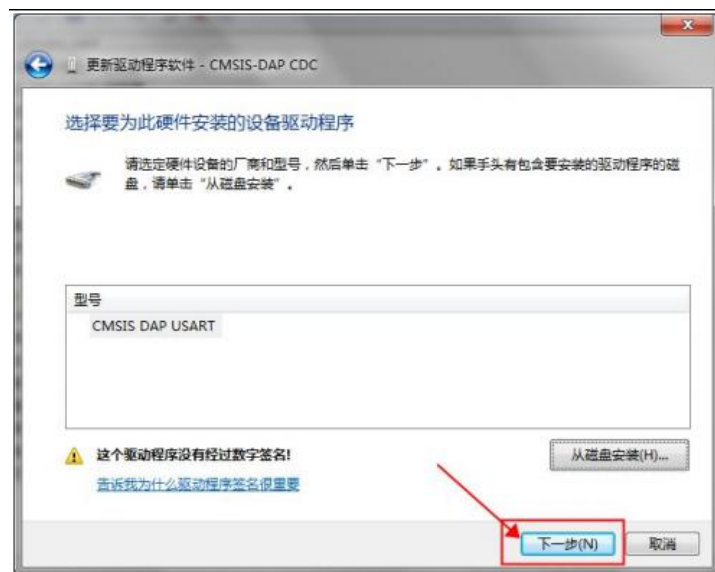 更新驱动程序软件 - CMSIS-DAP CDC
选择要为此硬件安装的设备驱动程序
请选定硬件设备的厂商和型号，然后单击“下一步”。如果手头有包含要安装的驱动程序的磁
盘，请单击“从磁盘安装”。
型号
CMSIS DAP USART
这个驱动程序没有经过数字签名!
从磁盘安装(H)...
告诉我为什么驱动程序签名很重要
下一步(N)
取消